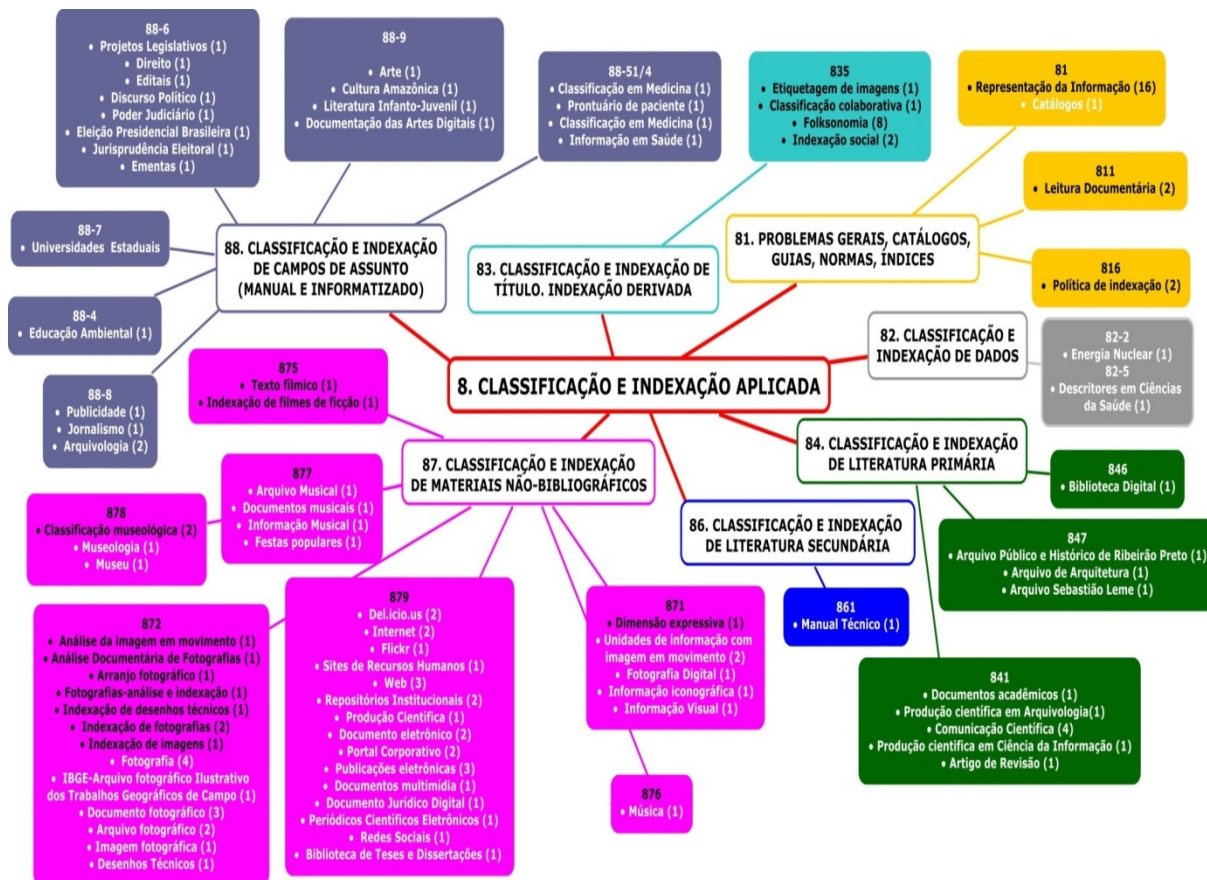 88-6
• Projetos Legislativos (1)
• Direito (1)
• Editais (1)
• Discurso Político (1)
• Poder Judiciário (1)
• Eleição Presidencial Brasileira (1)
• Jurisprudência Eleitoral (1)
• Ementas (1)
88-9
• Arte (1)
• Cultura Amazônica (1)
• Literatura Infanto-Juvenil (1)
• Documentação das Artes Digitais (1)
88-51/4
• Classificação em Medicina (1)
• Prontuário de paciente (1)
• Classificação em Medicina (1)
• Informação em Saúde (1)
835
• Etiquetagem de imagens (1)
• Classificação colaborativa (1)
• Folksonomia (8)
• Indexação social (2)
81
• Representação da Informação (16)
• Catálogos (1)
811
• Leitura Documentária (2)
816
• Política de indexação (2)
88-7
• Universidades Estaduais
88. CLASSIFICAÇÃO E INDEXAÇÃO
DE CAMPOS DE ASSUNTO
(MANUAL E INFORMATIZADO)
83. CLASSIFICAÇÃO E INDEXAÇÃO DE
TÍTULO. INDEXAÇÃO DERIVADA
81. PROBLEMAS GERAIS, CATÁLOGOS,
GUIAS, NORMAS, ÍNDICES
88-4
• Educação Ambiental (1)
82. CLASSIFICAÇÃO E
INDEXAÇÃO DE DADOS
82-2
• Energia Nuclear (1)
82-5
• Descritores em Ciências
da Saúde (1)
88-8
• Publicidade (1)
• Jornalismo (1)
• Arquivologia (2)
875
• Texto fílmico (1)
• Indexação de filmes de ficção (1)
8. CLASSIFICAÇÃO E INDEXAÇÃO APLICADA
87. CLASSIFICAÇÃO E INDEXAÇÃO
DE MATERIAIS NÃO-BIBLIOGRÁFICOS
84. CLASSIFICAÇÃO E INDEXAÇÃO
DE LITERATURA PRIMÁRIA
846
• Biblioteca Digital (1)
877
• Arquivo Musical (1)
• Documentos musicais (1)
• Informação Musical (1)
• Festas populares (1)
878
• Classificação museológica (2)
• Museologia (1)
• Museu (1)
86. CLASSIFICAÇÃO E INDEXAÇÃO
DE LITERATURA SECUNDÁRIA
847
• Arquivo Público e Histórico de Ribeirão Preto (1)
• Arquivo de Arquitetura (1)
• Arquivo Sebastião Leme (1)
861
• Manual Técnico (1)
872
• Análise da imagem em movimento (1)
• Análise Documentária de Fotografias (1)
• Arranjo fotográfico (1)
• Fotografias-análise e indexação (1)
• Indexação de desenhos técnicos (1)
• Indexação de fotografias (2)
• Indexação de imagens (1)
• Fotografia (4)
• IBGE-Arquivo fotográfico Ilustrativo
dos Trabalhos Geográficos de Campo (1)
• Documento fotográfico (3)
• Arquivo fotográfico (2)
• Imagem fotográfica (1)
• Desenhos Técnicos (1)
879
• Del.icio.us (2)
• Internet (2)
• Flickr (1)
• Sites de Recursos Humanos (1)
• Web (3)
• Repositórios Institucionais (2)
• Produção Científica (1)
• Documento eletrônico (2)
• Portal Corporativo (2)
• Publicações eletrônicas (3)
• Documentos multimídia (1)
• Documento Jurídico Digital (1)
• Periódicos Científicos Eletrônicos (1)
• Redes Sociais (1)
• Biblioteca de Teses e Dissertações (1)
871
• Dimensão expressiva (1)
• Unidades de informação com
imagem em movimento (2)
• Fotografia Digital (1)
• Informação iconográfica (1)
• Informação Visual (1)
876
• Música (1)
841
• Documentos acadêmicos (1)
• Produção científica em Arquivologia(1)
• Comunicação Científica (4)
• Produção científica em Ciência da Informação (1)
• Artigo de Revisão (1)